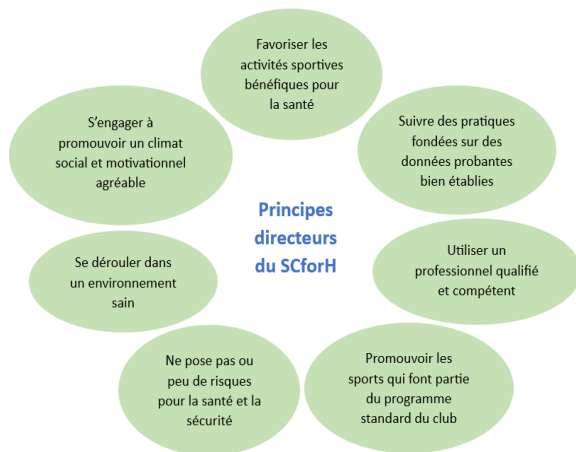 Favoriser les
activités sportives
bénéfiques pour
la santé
Suivre des pratiques
fondées sur des
données probantes
bien établies
Utiliser un
professionnel qualifié
et compétent
Promouvoir les
sports qui font partie
du programme
standard du club
Ne pose pas ou
peu de risques
pour la santé et la
sécurité
Se dérouler dans
un environnement
sain
S’engager à
promouvoir un climat
social et motivationnel
agréable
Principes
directeurs
du SCforH